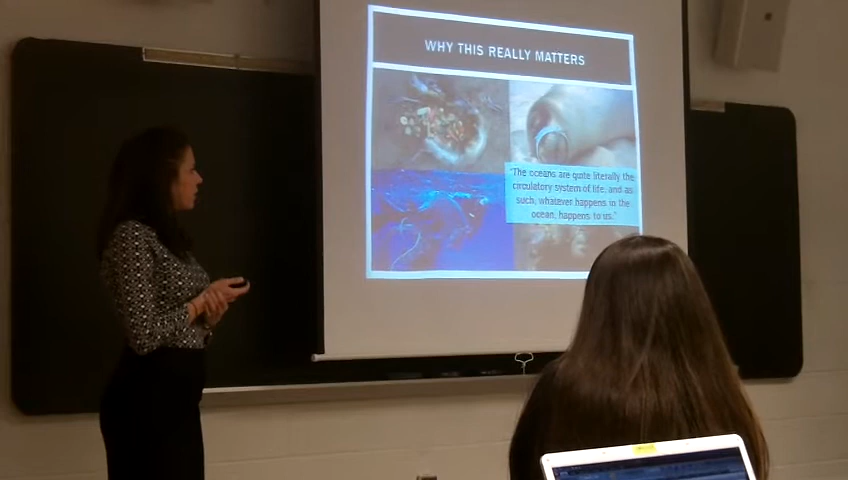 WHY THIS REALLY MATTERS
"The oceans are quite literally the
circulatory system of life, and as
such, whatever happens in the
ocean, happens to us."